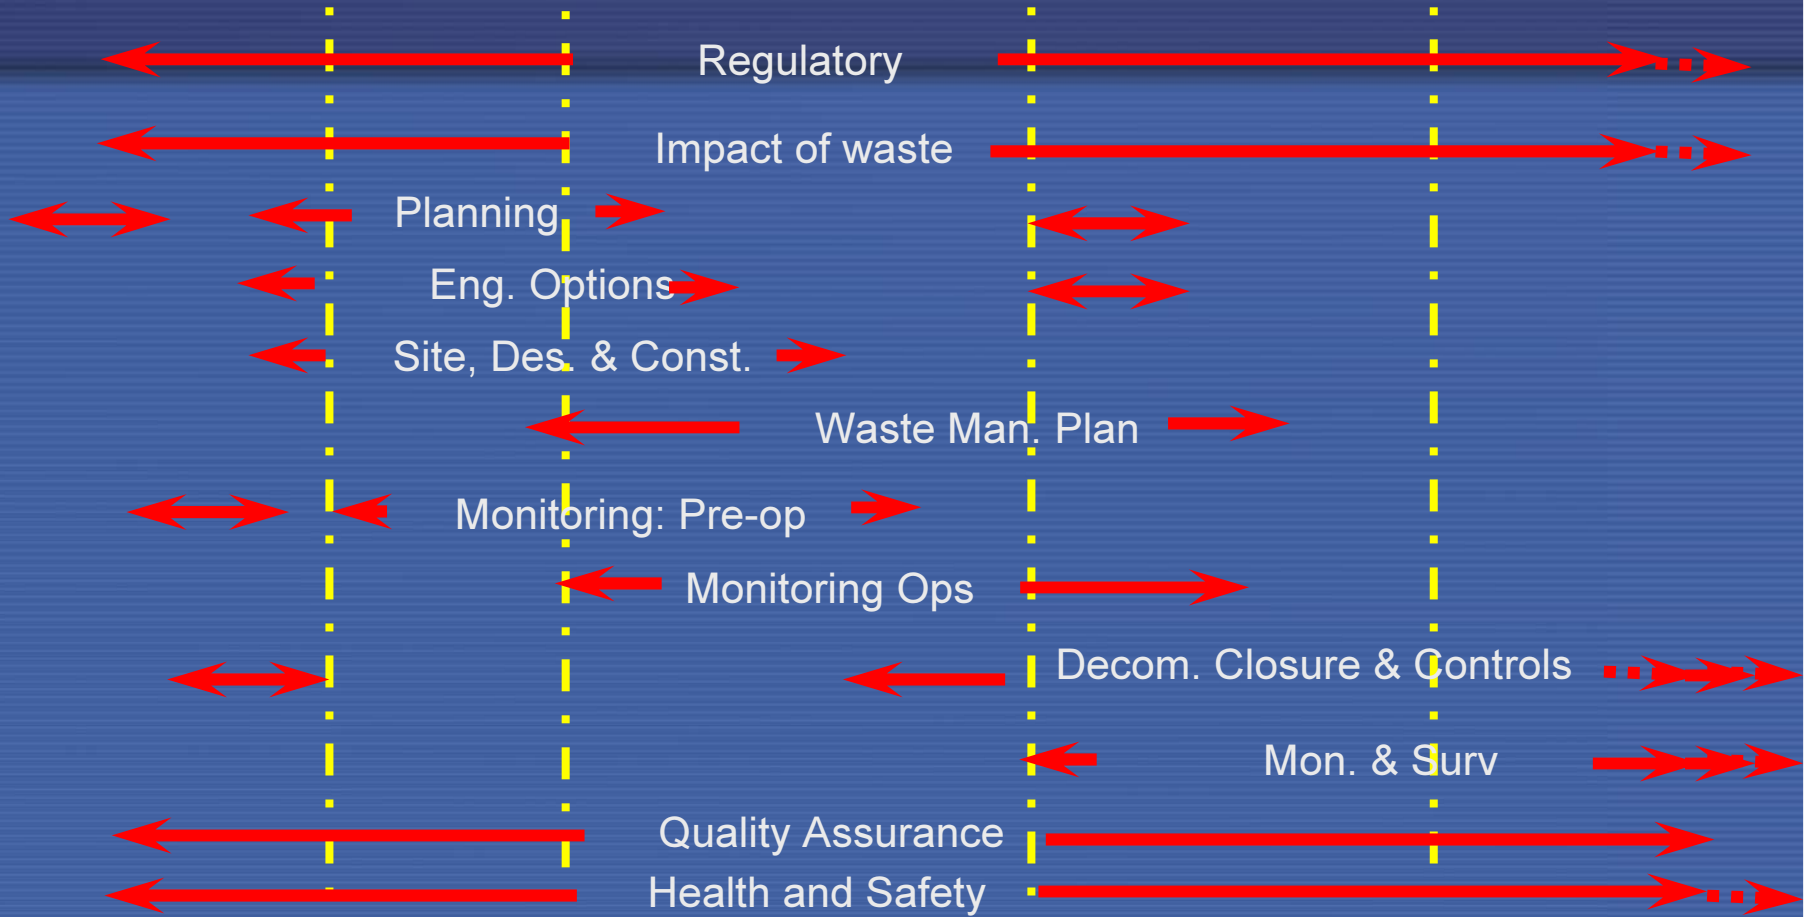 Regulatory
Impact of waste
Planning
Eng. Options
Site, Des. & Const.
Waste Man. Plan
Monitoring: Pre-op
Monitoring Ops
Decom. Closure & Controls
Mon. & Surv
Quality Assurance
Health and Safety